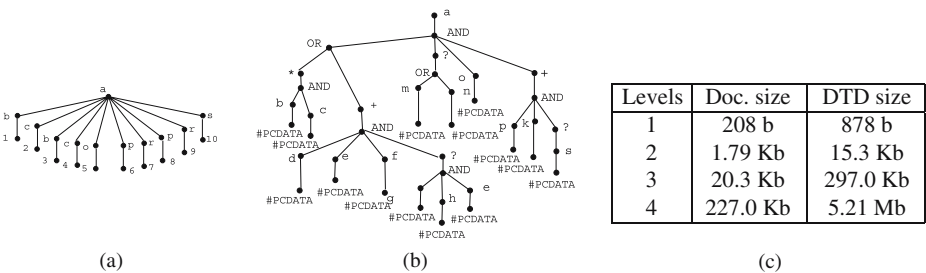 a
b c b c o p r p r s
1 2 3 4 5 6 7 8 9 10
(a)
a
AND
OR
* ? o +
AND OR AND
b c + m n p k ?
#PCDATA
#PCDATA
AND
#PCDATA
#PCDATA
#PCDATA
#PCDATA
#PCDATA
s
#PCDATA
d e f ?
AND
#PCDATA
#PCDATA
#PCDATA
g h e
#PCDATA
#PCDATA
#PCDATA
(b)
Levels Doc. size DTD size
1 208 b 878 b
2 1.79 Kb 15.3 Kb
3 20.3 Kb 297.0 Kb
4 227.0 Kb 5.21 Mb
(c)